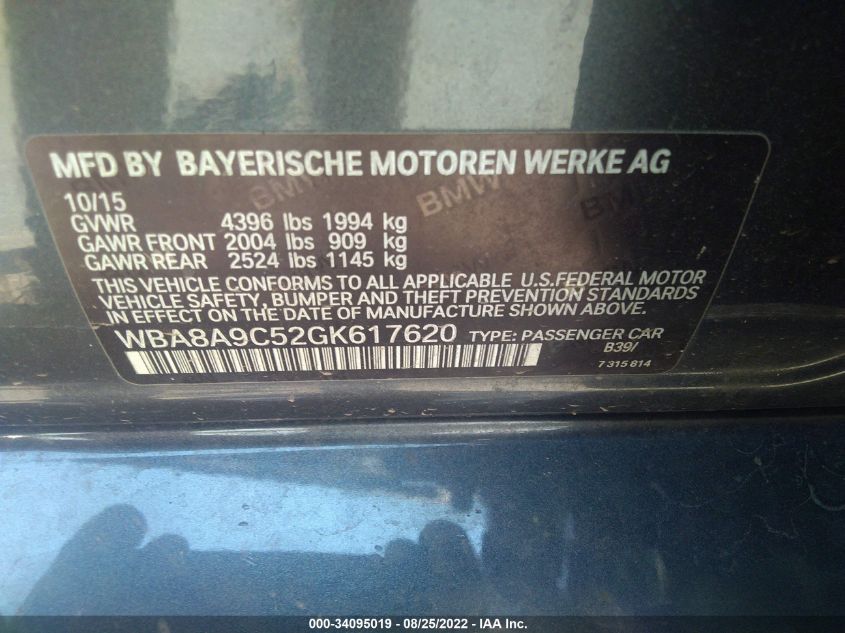 MFD BY BAYERISCHE MOTOREN WERKE AG
10/15
GVWR 4396 lbs 1994 kg
GAWR FRONT 2004 lbs 909 kg
GAWR REAR 2524 lbs 1145 kg
THIS VEHICLE CONFORMS TO ALL APPLICABLE U.S.FEDERAL MOTOR
VEHICLE SAFETY, BUMPER AND THEFT PREVENTION STANDARDS
IN EFFECT ON THE DATE OF MANUFACTURE SHOWN ABOVE.
WBA8A9C52GK617620 TYPE: PASSENGER CAR
B39/
7 315 814
000-34095019 - 08/25/2022 - IAA Inc.